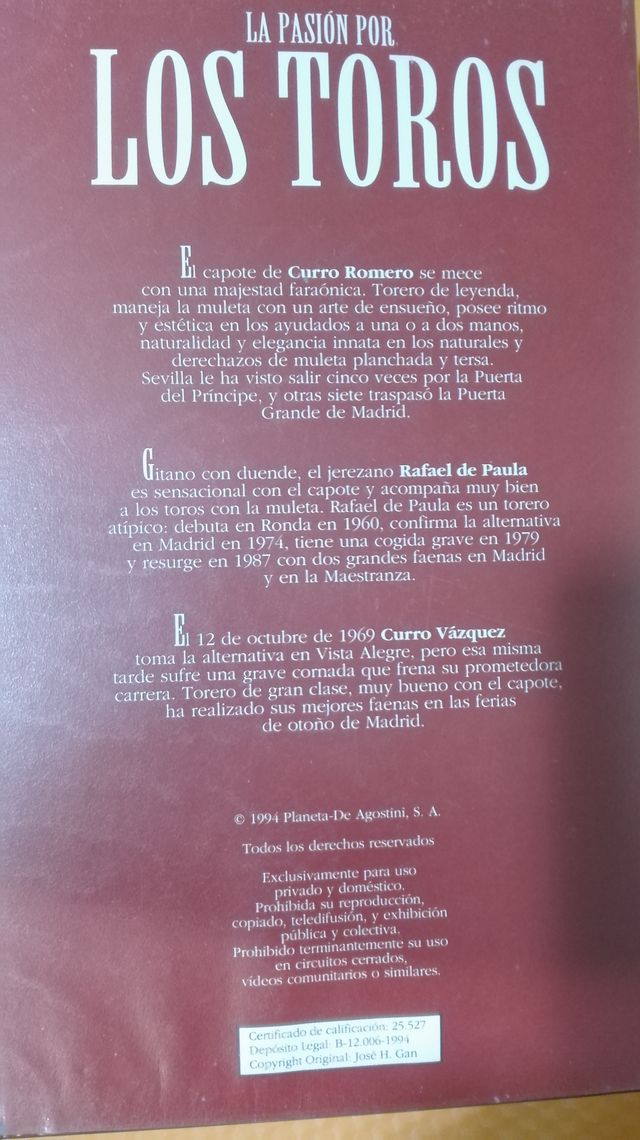 LA PASIÓN POR
LOS TOROS
El capote de Curro Romero se mece
con una majestad faraónica. Torero de leyenda,
maneja la muleta con un arte de ensueño, posee ritmo
y estética en los ayudados a una o a dos manos,
naturalidad y elegancia innata en los naturales y
derechazos de muleta planchada y tersa.
Sevilla le ha visto salir cinco veces por la Puerta
del Príncipe, y otras siete traspasó la Puerta
Grande de Madrid.
Gitano con duende, el jerezano Rafael de Paula
es sensacional con el capote y acompaña muy bien
a los toros con la muleta. Rafael de Paula es un torero
atípico: debuta en Ronda en 1960, confirma la alternativa
en Madrid en 1974, tiene una cogida grave en 1979
y resurge en 1987 con dos grandes faenas en Madrid
y en la Maestranza.
El 12 de octubre de 1969 Curro Vázquez
toma la alternativa en Vista Alegre, pero esa misma
tarde sufre una grave cornada que frena su prometedora
carrera. Torero de gran clase, muy bueno con el capote,
ha realizado sus mejores faenas en las ferias
de otoño de Madrid.
© 1994 Planeta-De Agostini, S. A.
Todos los derechos reservados
Exclusivamente para uso
privado y doméstico.
Prohibida su reproducción,
copiado, teledifusión, y exhibición
pública y colectiva.
Prohibido terminantemente su uso
en circuitos cerrados,
vídeos comunitarios o similares.
Certificado de calificación: 25.527
Depósito Legal: B-12.006-1994
Copyright Original: José H. Gan